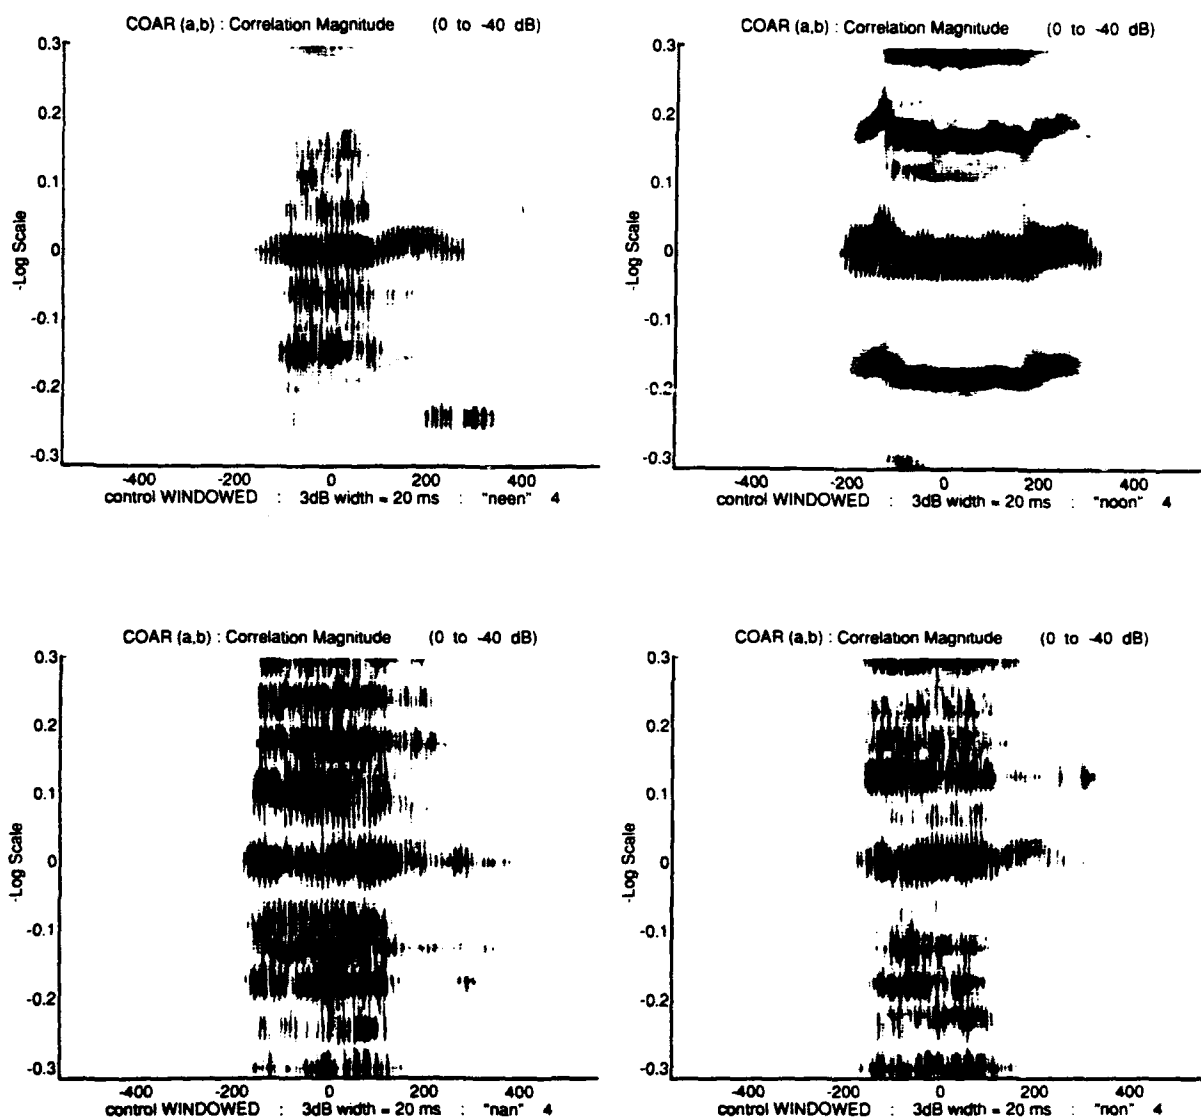 COAR (a,b) : Correlation Magnitude (0 to -40 dB)
0.3
0.2
0.1
0
-0.1
-0.2
-0.3
-Log Scale
-400 -200 0 200 400
control WINDOWED : 3dB width = 20 ms : "neen" 4
COAR (a,b) : Correlation Magnitude (0 to -40 dB)
0.3
0.2
0.1
0
-0.1
-0.2
-0.3
-Log Scale
-400 -200 0 200 400
control WINDOWED : 3dB width = 20 ms : "noon" 4
COAR (a,b) : Correlation Magnitude (0 to -40 dB)
0.3
0.2
0.1
0
-0.1
-0.2
-0.3
-Log Scale
-400 -200 0 200 400
control WINDOWED : 3dB width = 20 ms : "nan" 4
COAR (a,b) : Correlation Magnitude (0 to -40 dB)
0.3
0.2
0.1
0
-0.1
-0.2
-0.3
-Log Scale
-400 -200 0 200 400
control WINDOWED : 3dB width = 20 ms : "non" 4